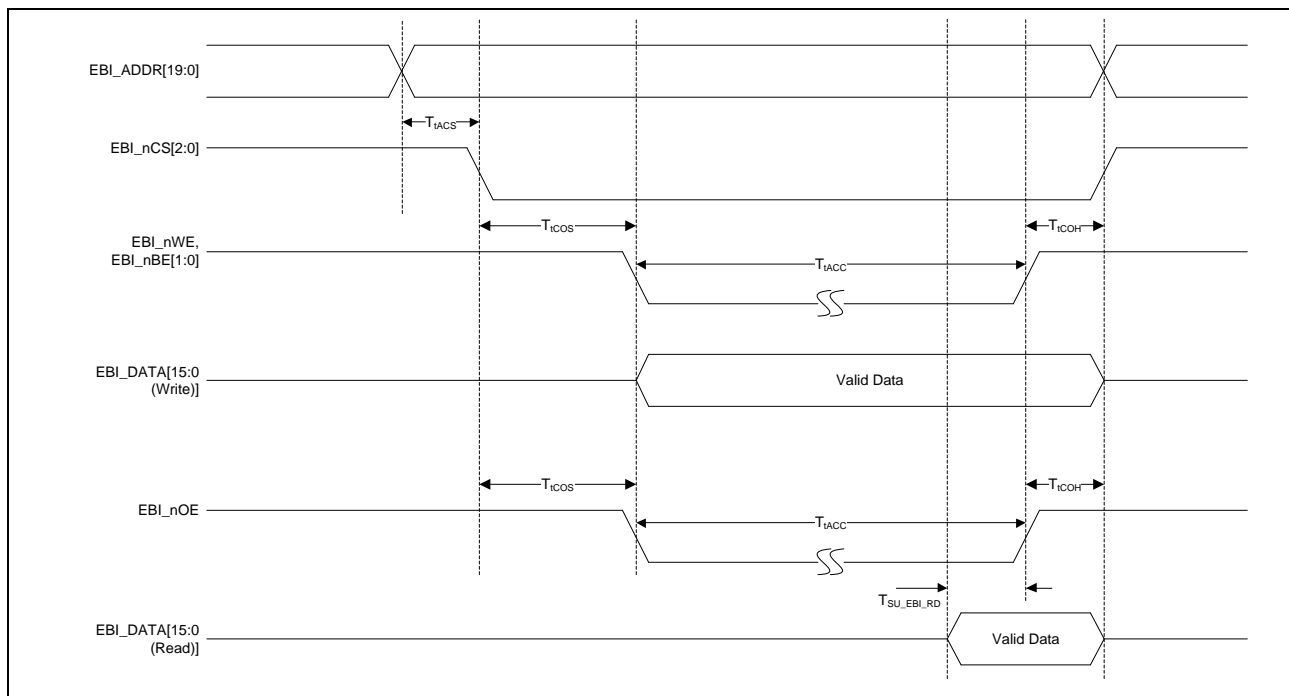 EBI_ADDR[19:0]
TtACS
EBI_nCS[2:0]
TtCOS
TtCOH
EBI_nWE,
EBI_nBE[1:0]
TtACC
EBI_DATA[15:0
(Write)]
Valid Data
TtCOS
TtCOH
EBI_nOE
TtACC
TSU_EBI_RD
EBI_DATA[15:0
(Read)]
Valid Data